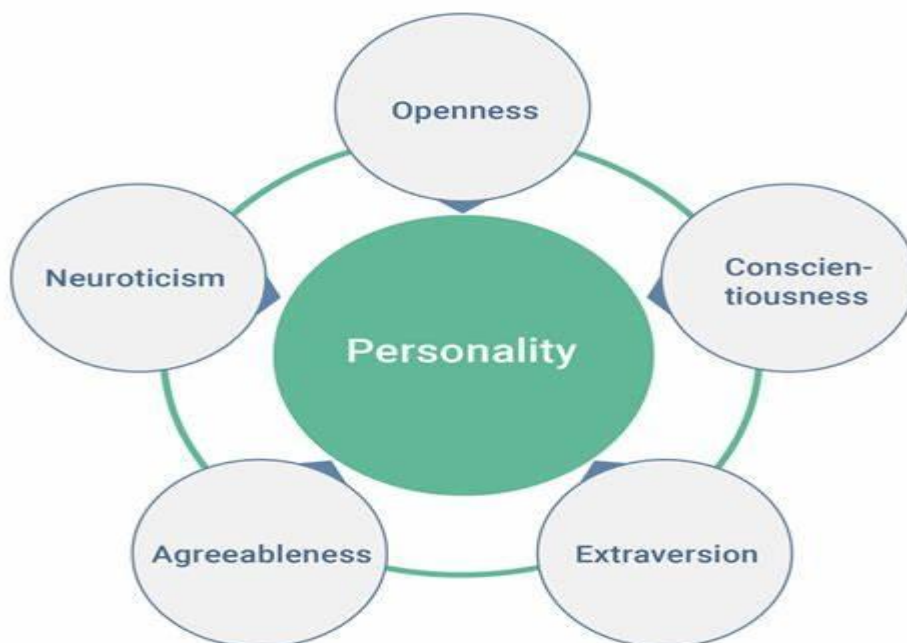 Openness
Neuroticism
Conscien-
tiousness
Personality
Agreeableness
Extraversion